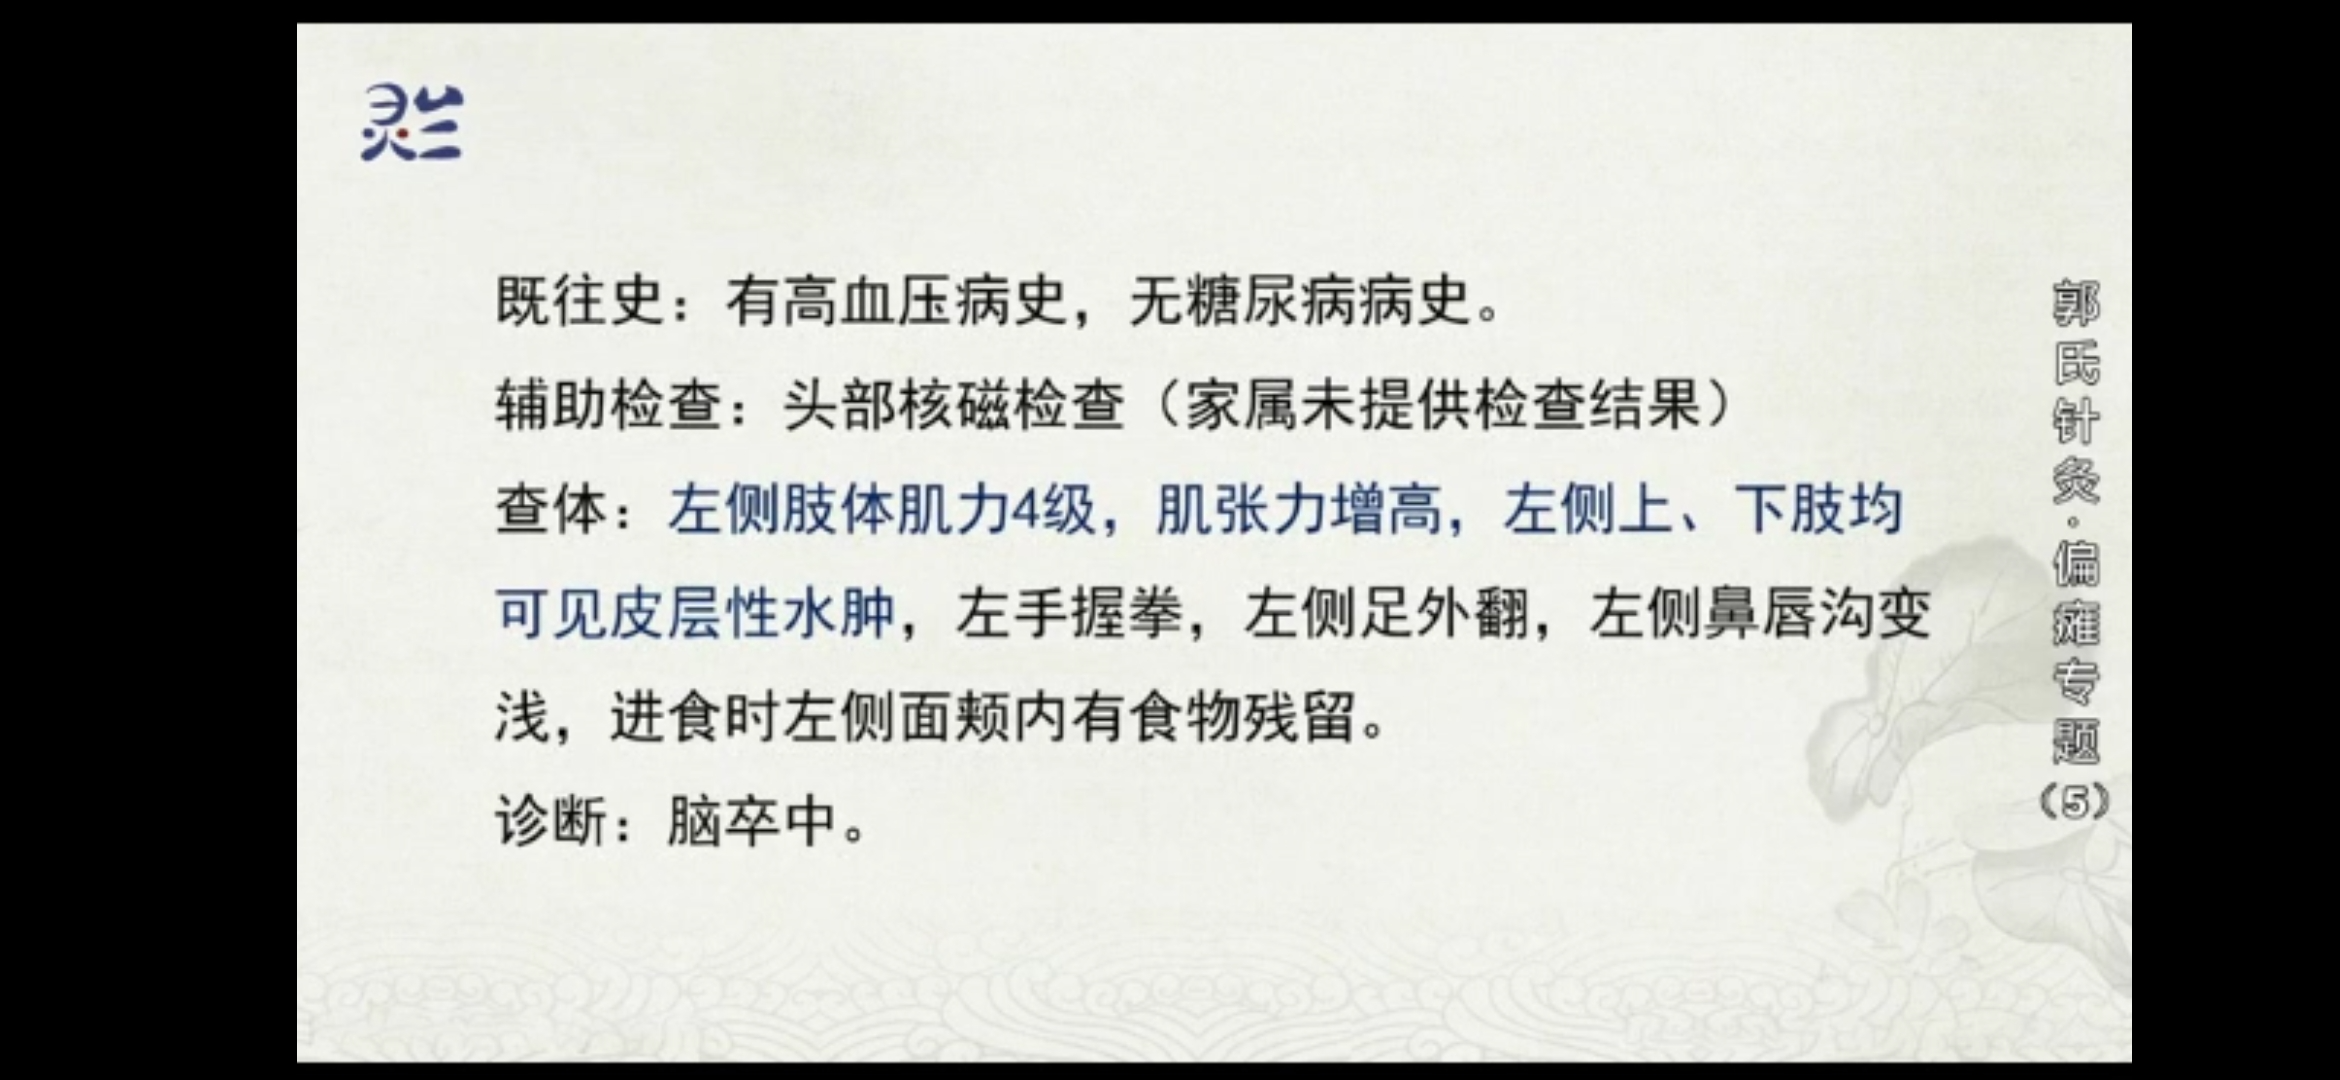 既往史：有高血压病史，无糖尿病病史。
辅助检查：头部核磁检查（家属未提供检查结果）
查体：左侧肢体肌力4级，肌张力增高，左侧上、下肢均
可见皮层性水肿，左手握拳，左侧足外翻，左侧鼻唇沟变
浅，进食时左侧面颊内有食物残留。
诊断：脑卒中。
郭氏针灸·偏瘫专题（5）